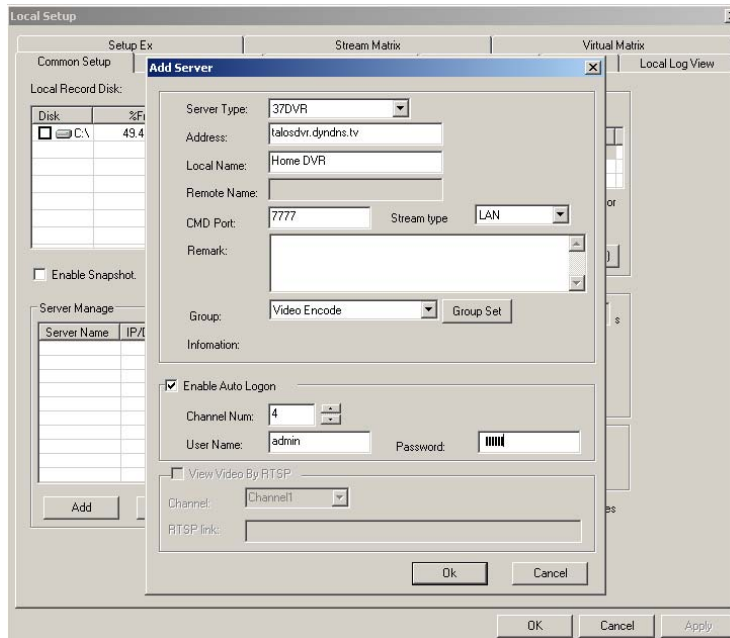 Local Setup
Setup Ex
Stream Matrix
Virtual Matrix
Common Setup
Local Log View
Add Server
Local Record Disk:
Disk
C:\
49.4
Server Type:
37DVR
Address:
talosdvr.dyndns.tv
Local Name:
Home DVR
Remote Name:
CMD Port:
7777
Stream type
LAN
Remark:
Enable Snapshot.
Server Manage
Server Name
Group:
Video Encode
Group Set
s
Infomation:
Enable Auto Logon
Channel Num:
4
User Name:
admin
Password:
View Video By RTSP
Channel:
Channel1
RTSP link:
Add
Ok
Cancel
OK
Cancel
Apply